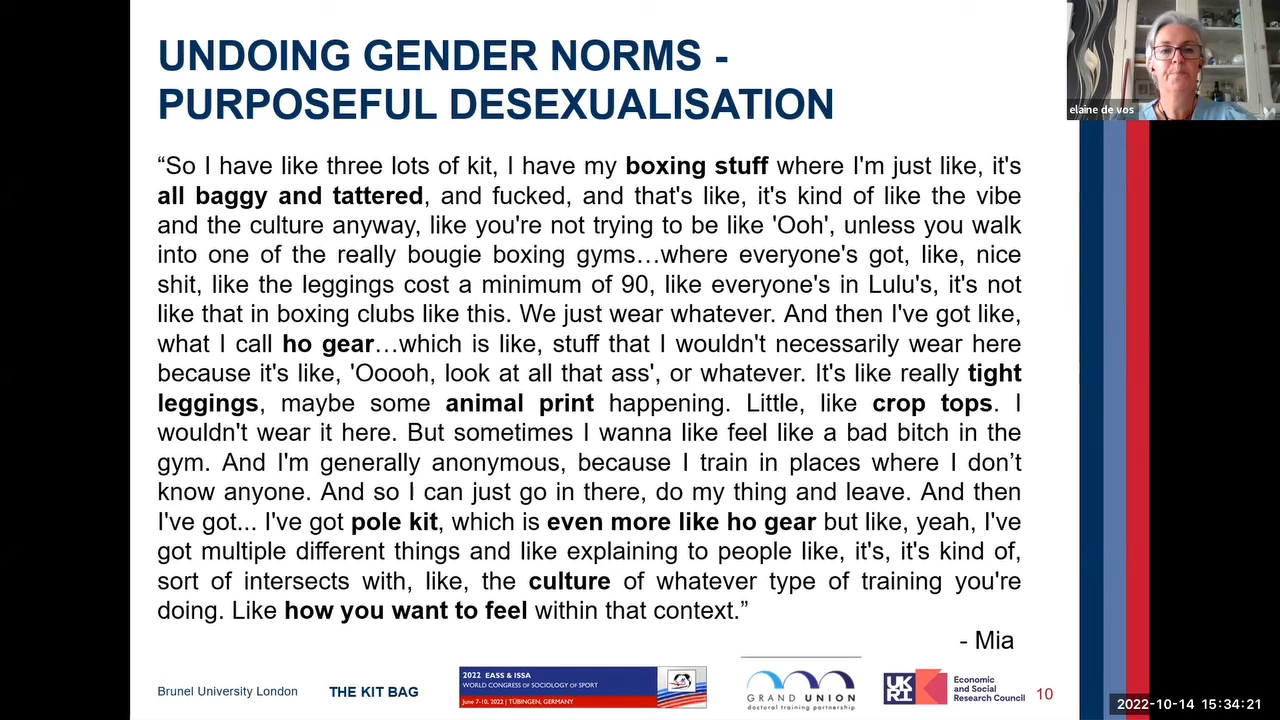 UNDOING GENDER NORMS -
PURPOSEFUL DESEXUALISATION
elaine de vos
“So I have like three lots of kit, I have my boxing stuff where I'm just like, it's
all baggy and tattered, and fucked, and that's like, it's kind of like the vibe
and the culture anyway, like you're not trying to be like 'Ooh', unless you walk
into one of the really bougie boxing gyms…where everyone's got, like, nice
shit, like the leggings cost a minimum of 90, like everyone's in Lulu's, it's not
like that in boxing clubs like this. We just wear whatever. And then I've got like,
what I call ho gear…which is like, stuff that I wouldn't necessarily wear here
because it's like, 'Ooooh, look at all that ass', or whatever. It's like really tight
leggings, maybe some animal print happening. Little, like crop tops. I
wouldn't wear it here. But sometimes I wanna like feel like a bad bitch in the
gym. And I'm generally anonymous, because I train in places where I don’t
know anyone. And so I can just go in there, do my thing and leave. And then
I've got... I've got pole kit, which is even more like ho gear but like, yeah, I've
got multiple different things and like explaining to people like, it's, it's kind of,
sort of intersects with, like, the culture of whatever type of training you're
doing. Like how you want to feel within that context.”
- Mia
Brunel University London
THE KIT BAG
2022 EASS & ISSA
WORLD CONGRESS OF SOCIOLOGY OF SPORT
June 7-10, 2022 | TÜBINGEN, GERMANY
GRAND UNION
doctoral training partnership
UKRI
Economic
and Social
Research Council
10
2022-10-14 15:34:21